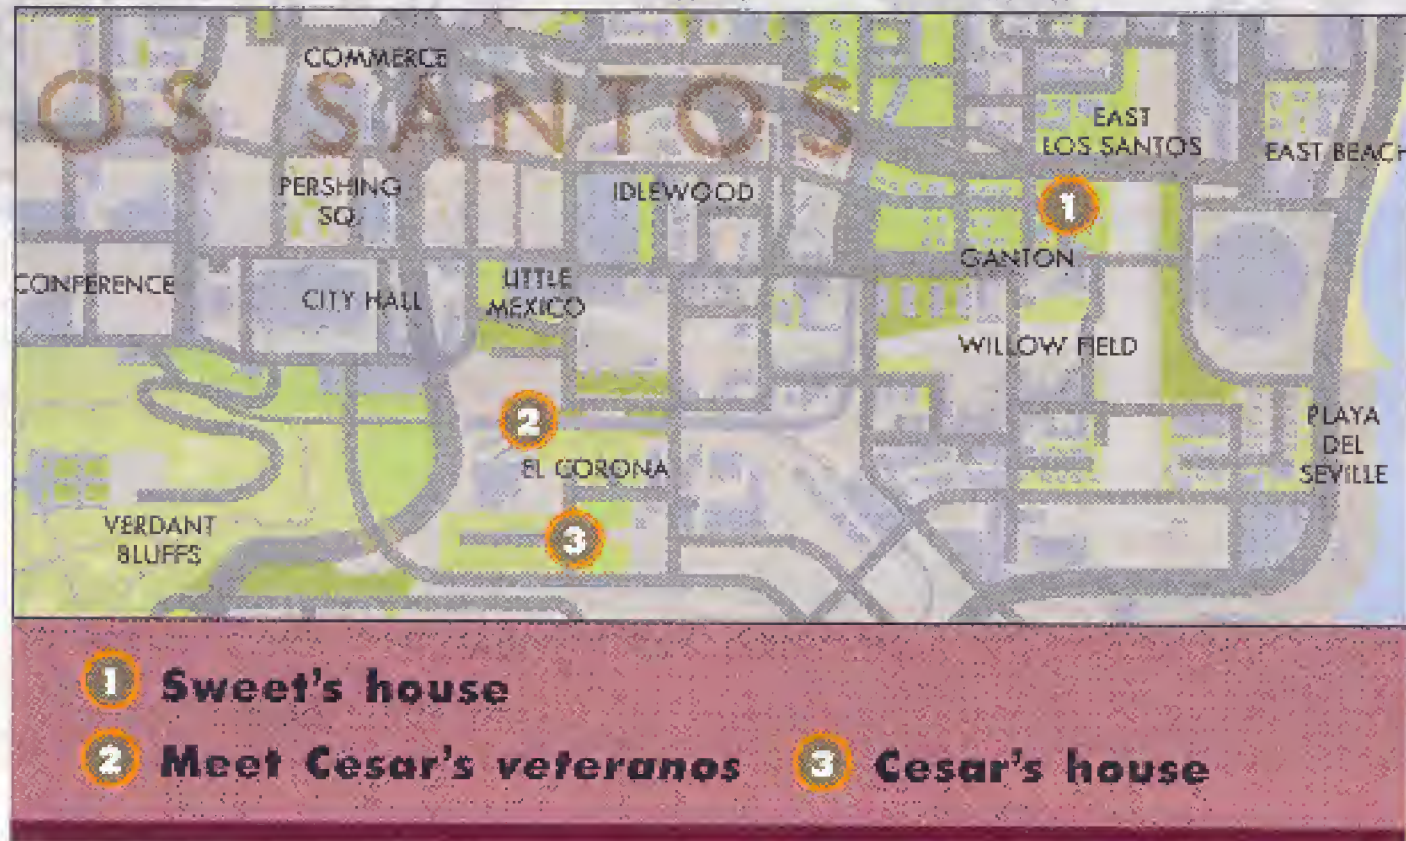 COMMERCE
OS SANTOS
EAST
LOS SANTOS
EAST BEACH
PERSHING
SQ.
IDLEWOOD
1
GANTON
CONFERENCE
CITY HALL
LITTLE
MEXICO
WILLOW FIELD
2
PLAYA
DEL
SEVILLE
EL CORONA
VERDANT
BLUFFS
3
1 Sweet's house
2 Meet Cesar's veteranos 3 Cesar's house